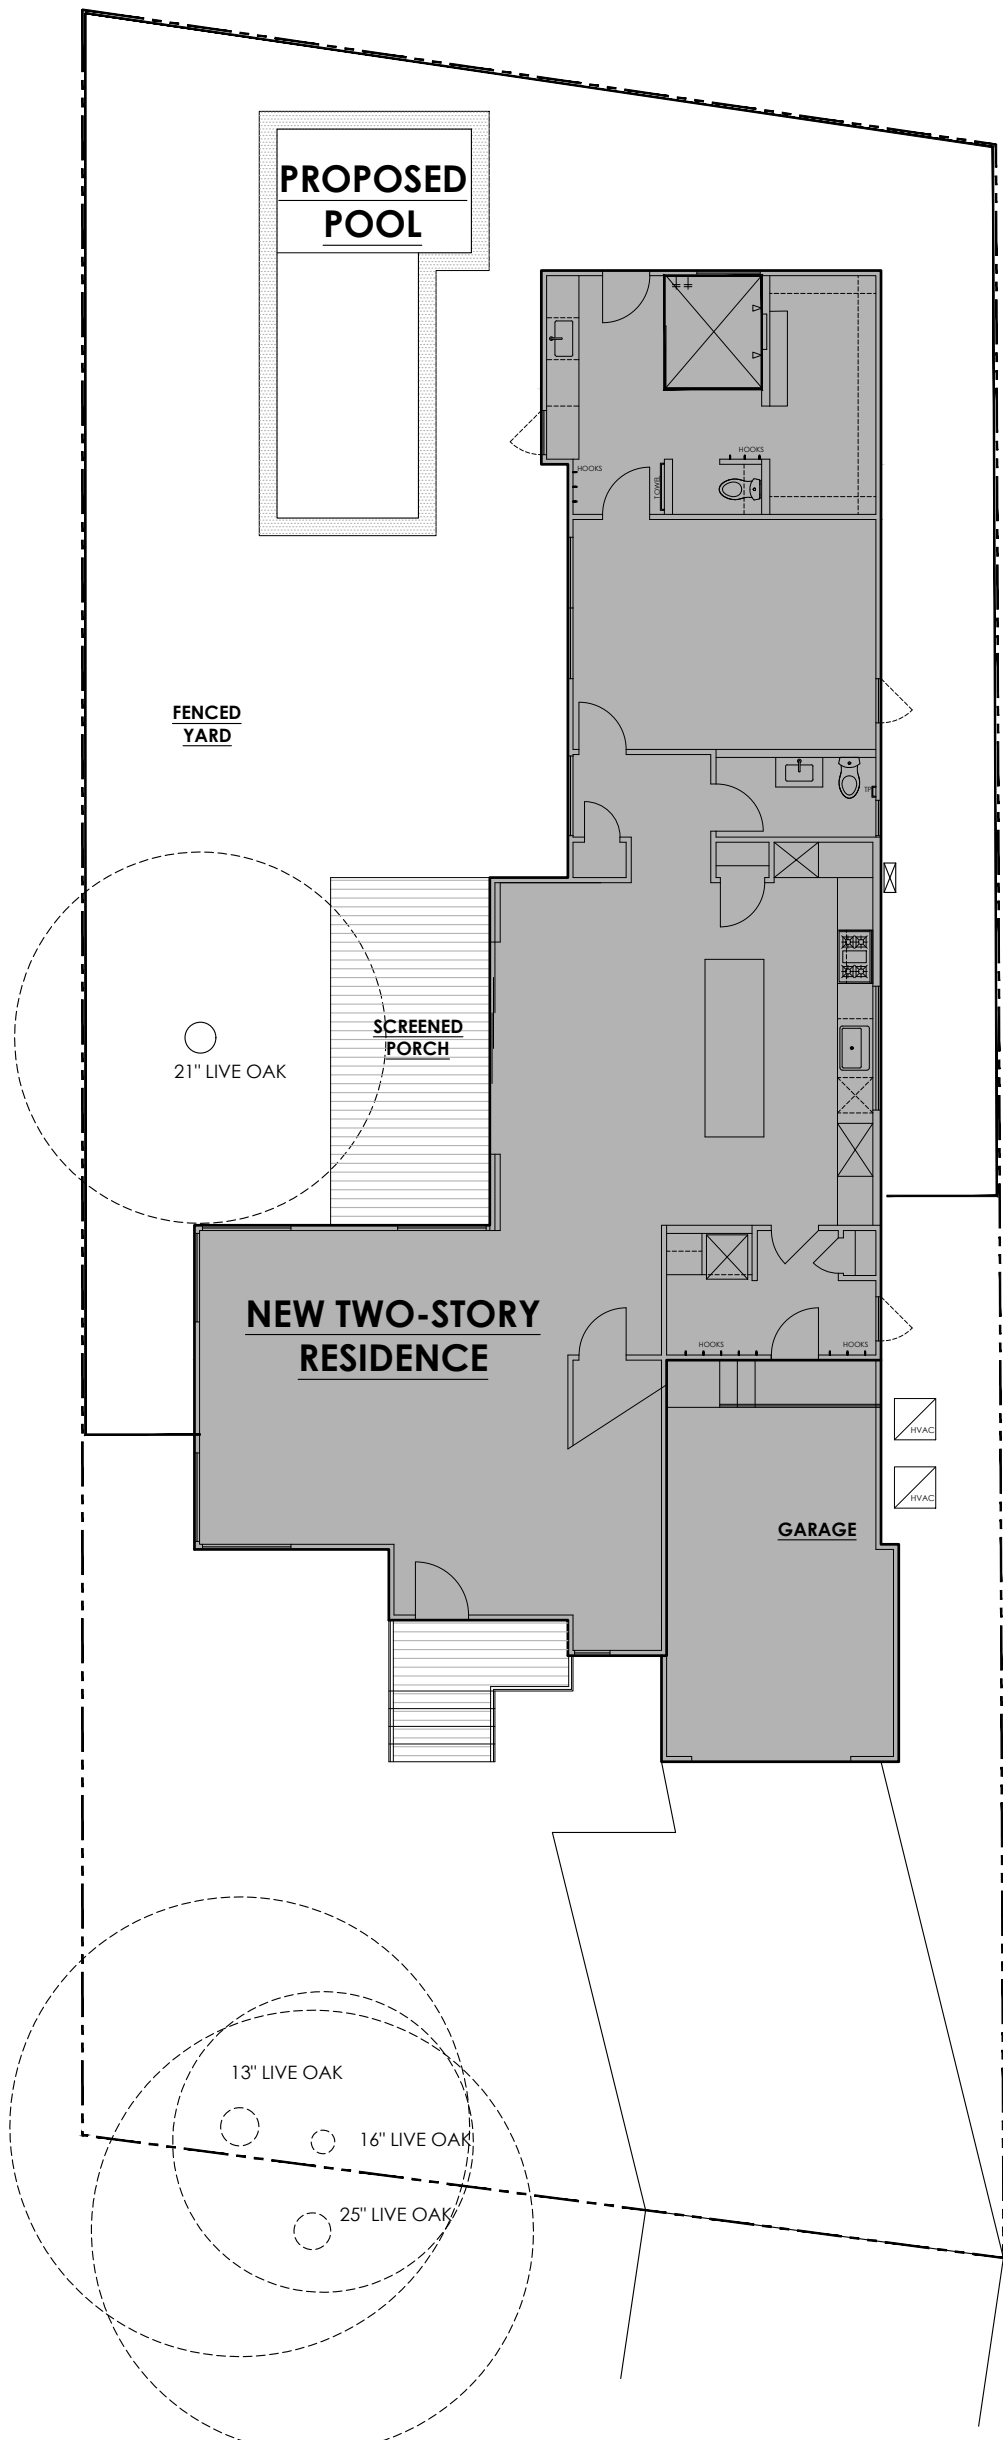 PROPOSED
POOL
HOOKS
HOOKS
TOWEL
FENCED
YARD
TP
SCREENED
PORCH
21" LIVE OAK
NEW TWO-STORY
RESIDENCE
HOOKS
HOOKS
HVAC
HVAC
GARAGE
13" LIVE OAK
16" LIVE OAK
25" LIVE OAK